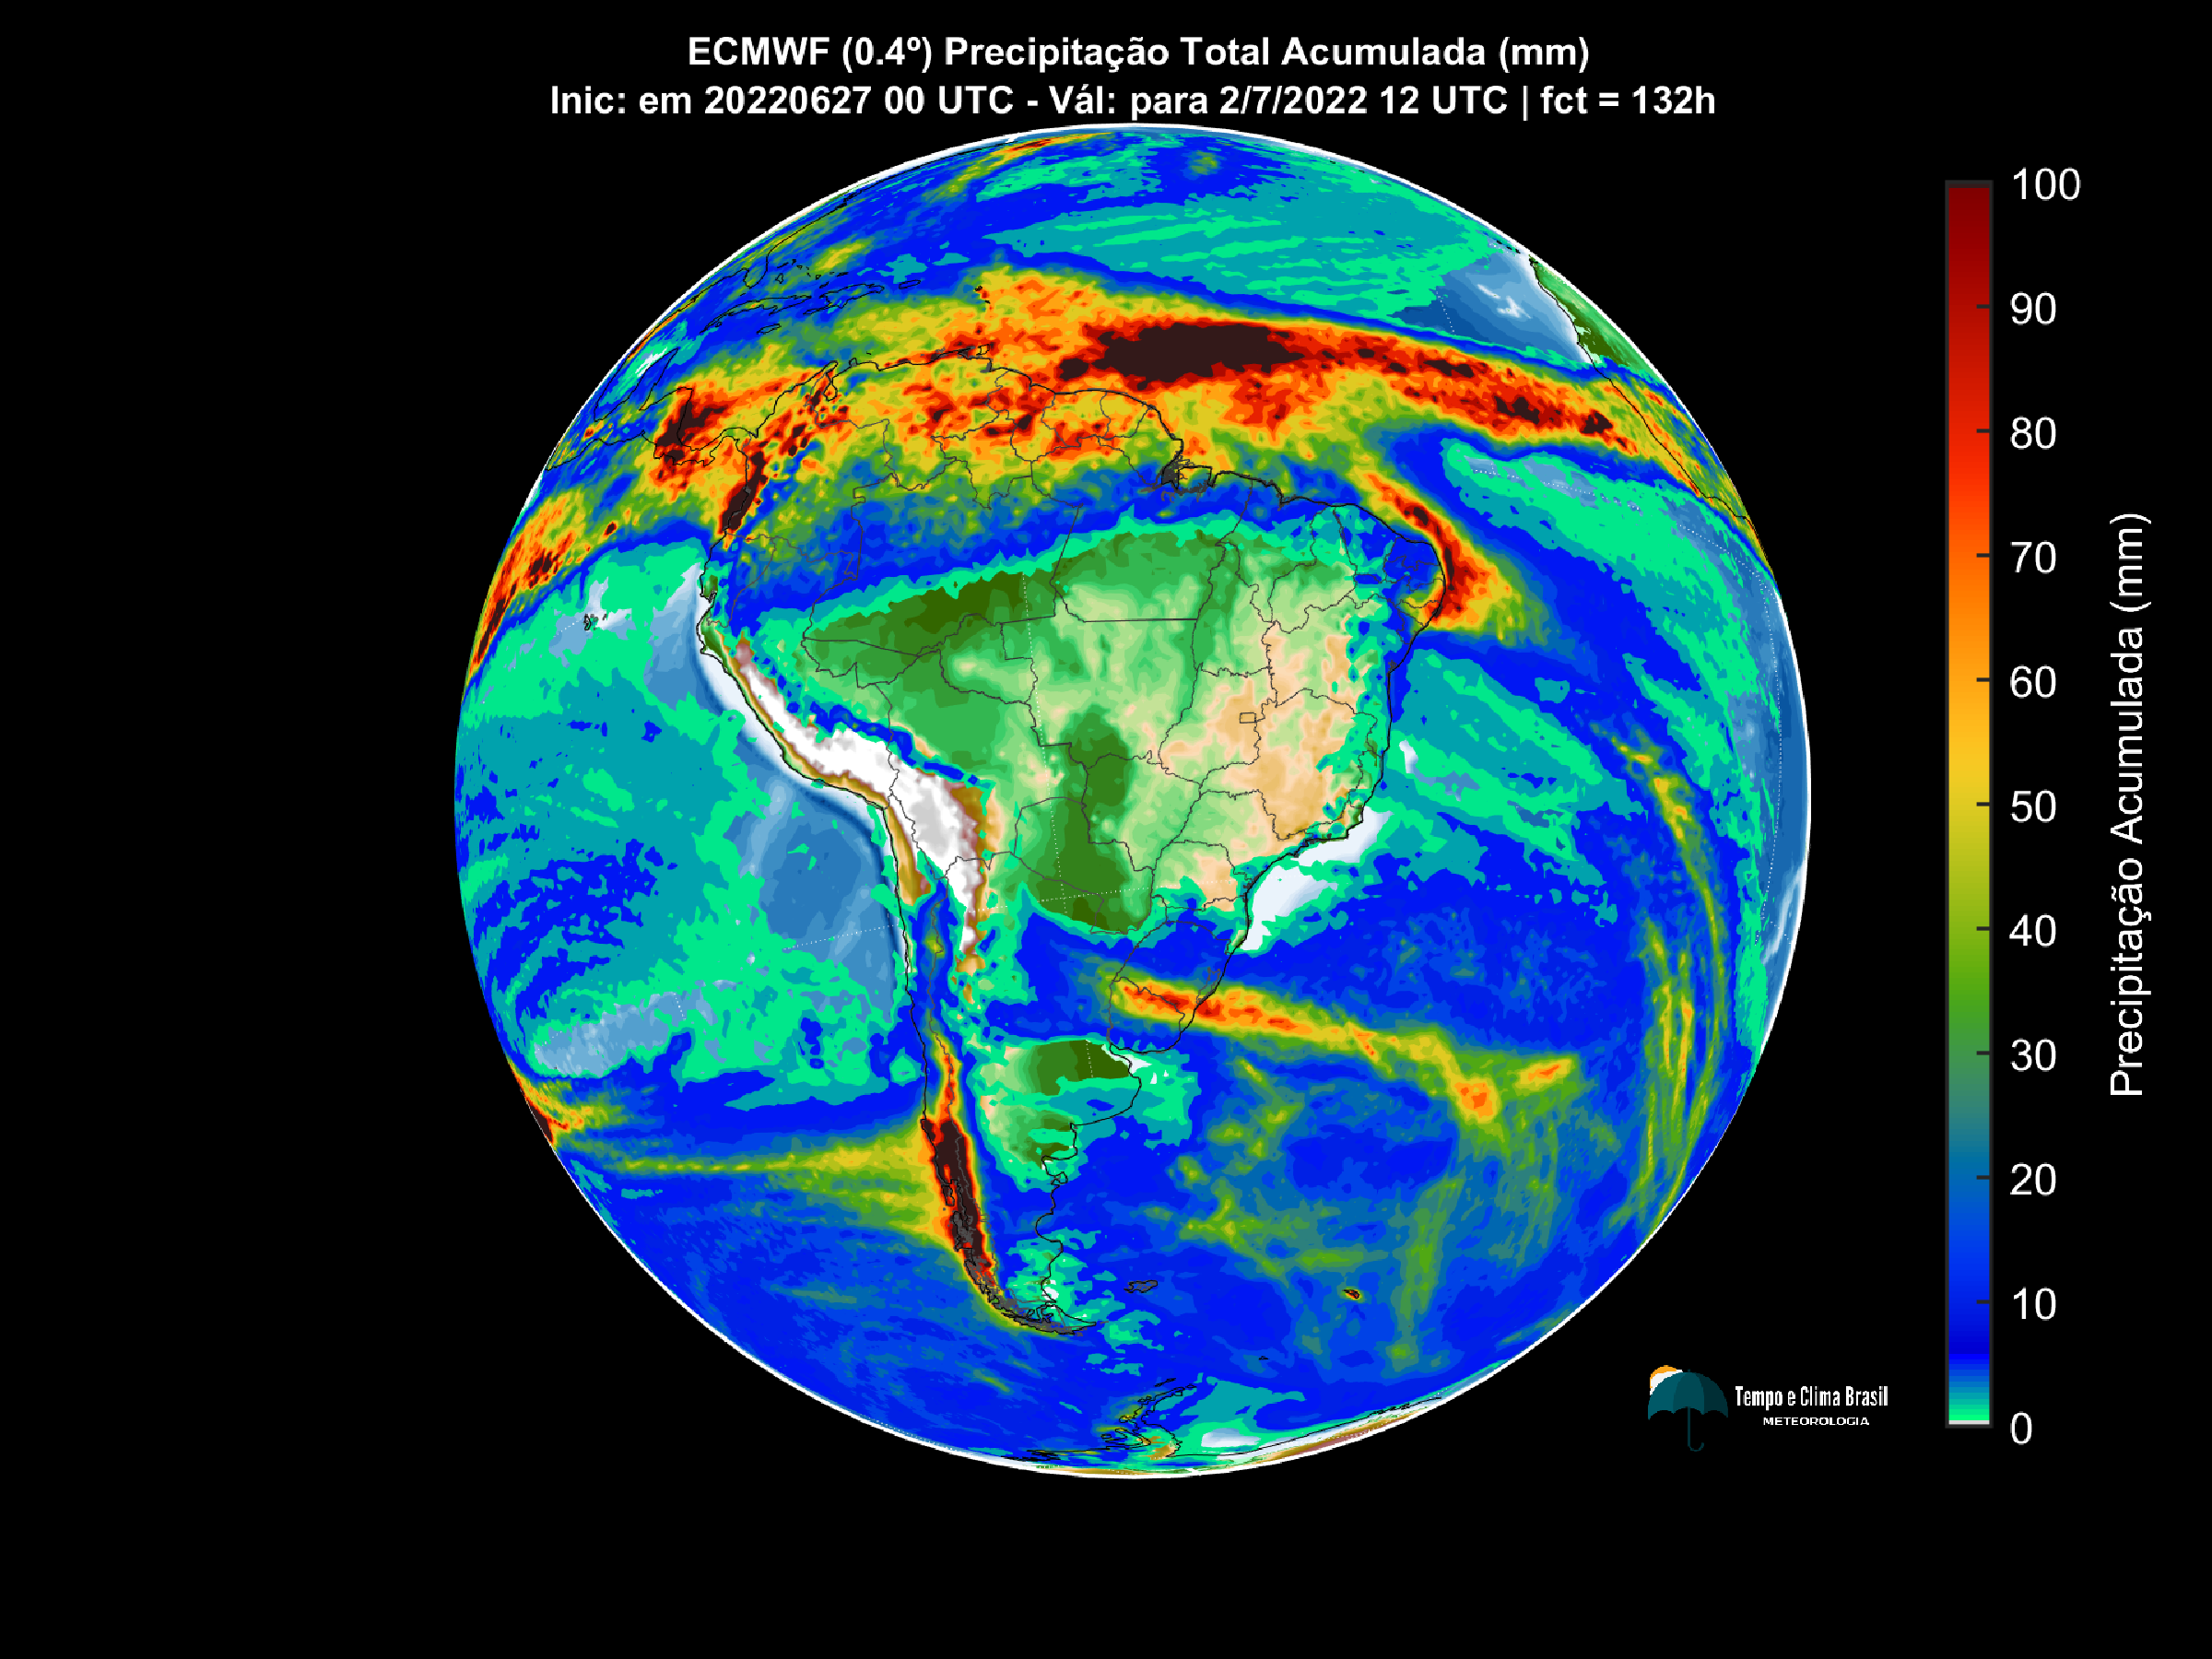 ECMWF (0.4º) Precipitação Total Acumulada (mm)
Inic: em 20220627 00 UTC - Vál: para 2/7/2022 12 UTC | fct = 132h
100
90
80
70
60
50
40
30
20
10
0
Precipitação Acumulada (mm)
Tempo e Clima Brasil
METEOROLOGIA